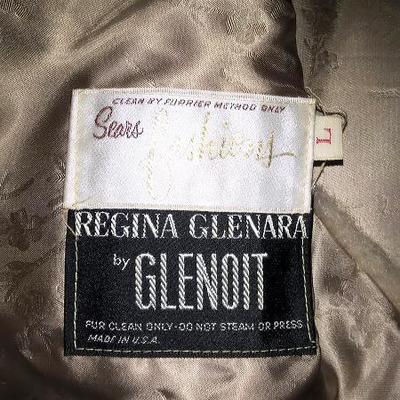 CLEAN BY FURRIER METHOD ONLY
Sears
Fashions
L
REGINA GLENARA
by
GLENOIT
FUR CLEAN ONLY-DO NOT STEAM OR PRESS
MADE IN U.S.A.